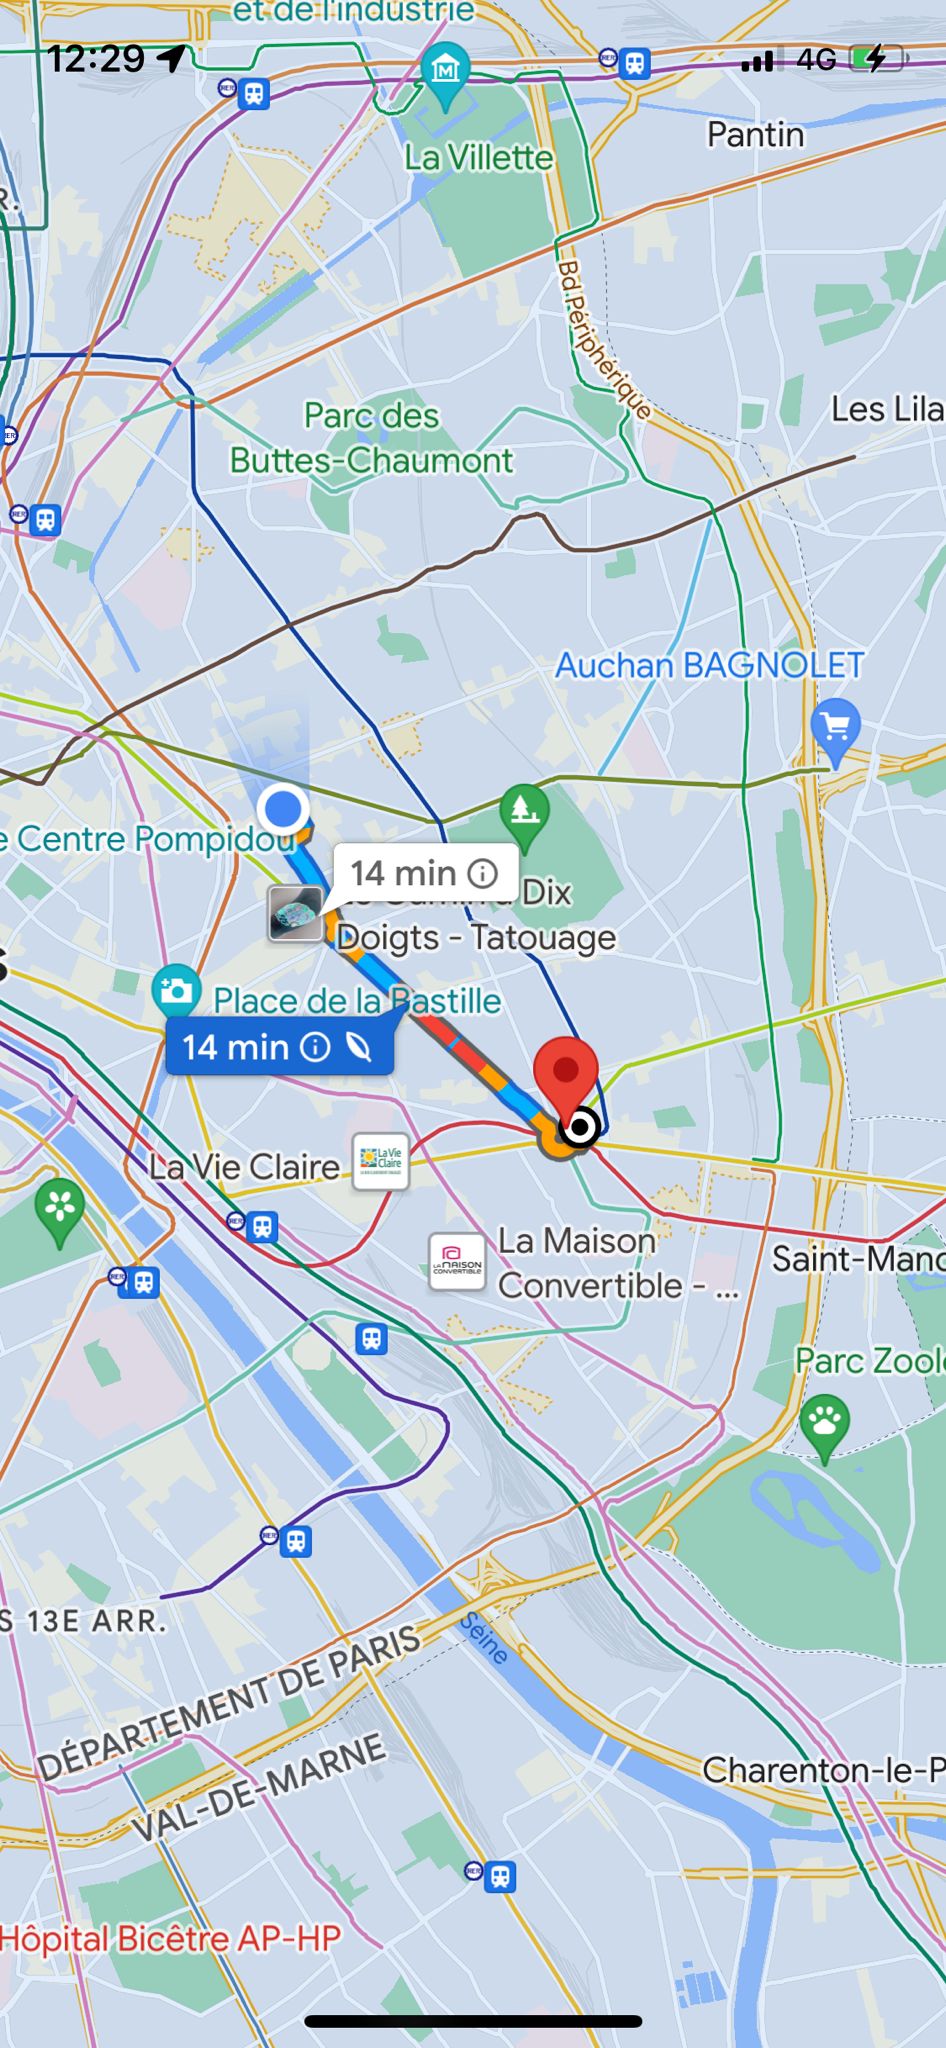 et de l'industrie
12:29
4G
Pantin
La Villette
R.
Bd Périphérique
Parc des
Buttes-Chaumont
Les Lila
Auchan BAGNOLET
e Centre Pompidou
14 min
Dix
Doigts - Tatouage
Place de la Bastille
14 min
La Vie Claire
La Vie
Claire
La Maison
Convertible - ...
LA MAISON
CONVERTIBLE
Saint-Mand
Parc Zoolo
S 13E ARR.
Seine
DÉPARTEMENT DE PARIS
VAL-DE-MARNE
Charenton-le-P
Hôpital Bicêtre AP-HP